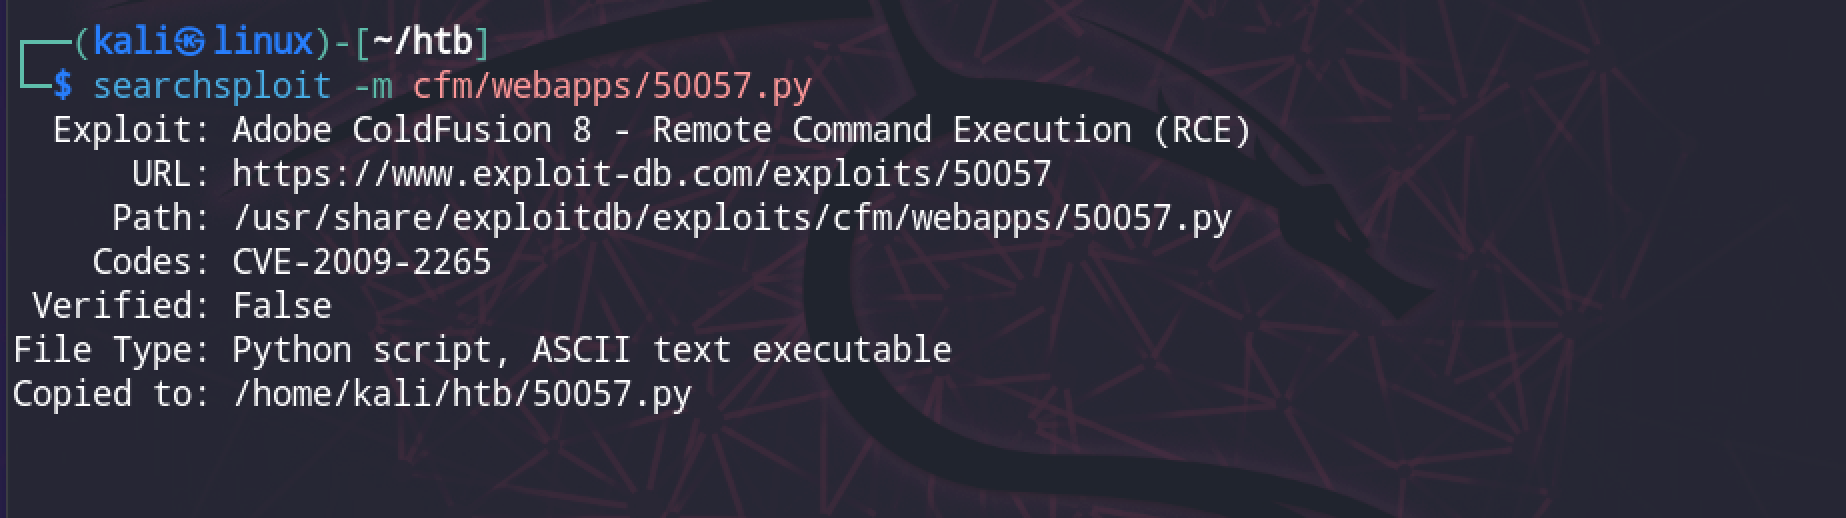 ┌──(kali㉿linux)-[~/htb]
└─$ searchsploit -m cfm/webapps/50057.py
Exploit: Adobe ColdFusion 8 - Remote Command Execution (RCE)
URL: https://www.exploit-db.com/exploits/50057
Path: /usr/share/exploitdb/exploits/cfm/webapps/50057.py
Codes: CVE-2009-2265
Verified: False
File Type: Python script, ASCII text executable
Copied to: /home/kali/htb/50057.py